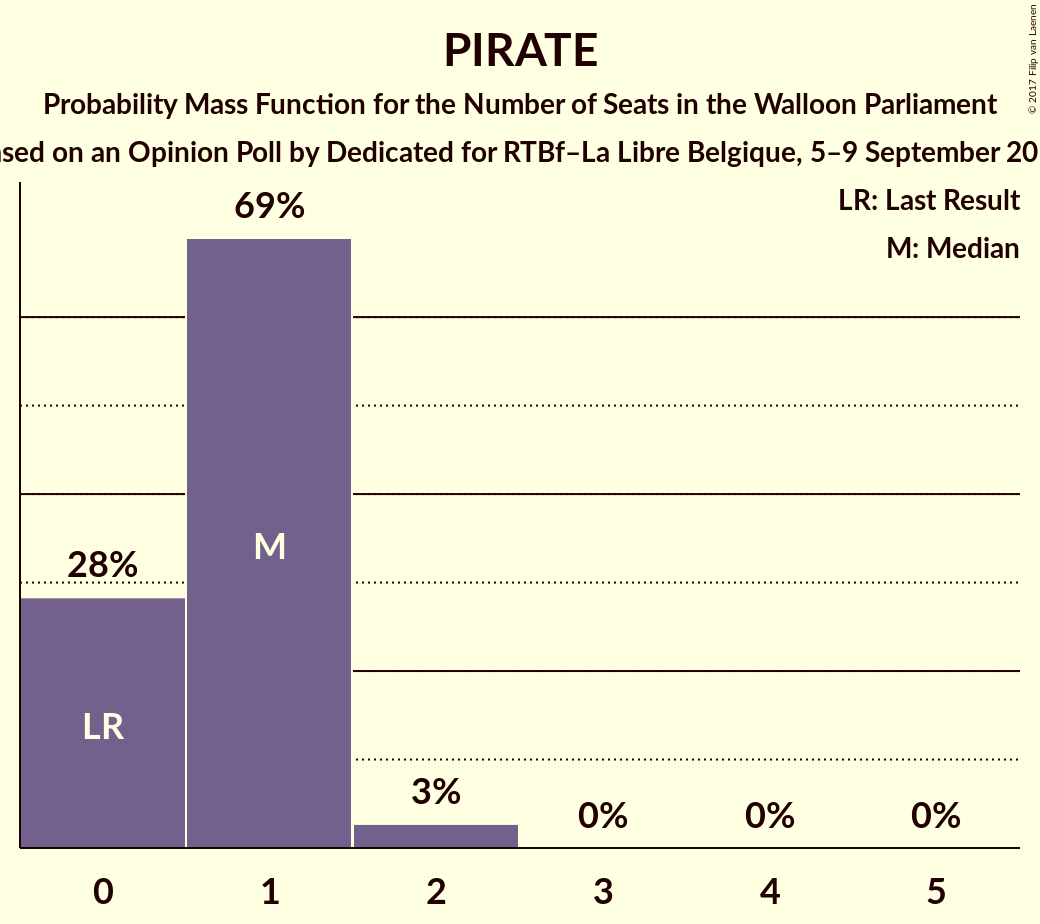 PIRATE
Probability Mass Function for the Number of Seats in the Walloon Parliament
on an Opinion Poll by Dedicated for RTBf–La Libre Belgique, 5–9 September
© 2017 Filip van Laenen
LR: Last Result
M: Median
69%
28%
M
LR
3%
0% 0% 0%
0 1 2 3 4 5